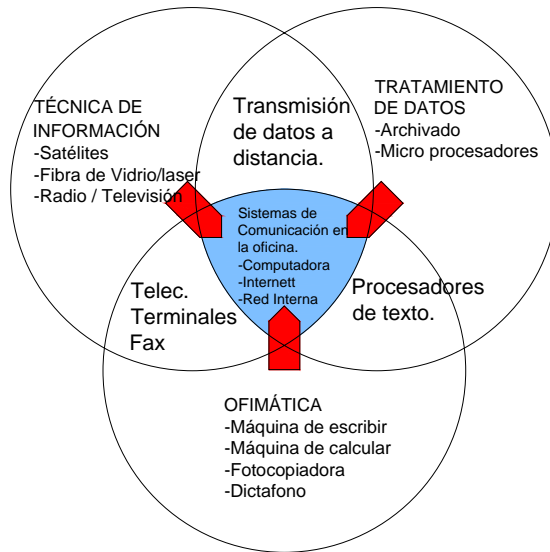 TÉCNICA DE
INFORMACIÓN
-Satélites
-Fibra de Vidrio/laser
-Radio / Televisión
Transmisión
de datos a
distancia.
TRATAMIENTO
DE DATOS
-Archivado
-Micro procesadores
Sistemas de
Comunicación en
la oficina.
-Computadora
-Internett
-Red Interna
Telec.
Terminales
Fax
Procesadores
de texto.
OFIMÁTICA
-Máquina de escribir
-Máquina de calcular
-Fotocopiadora
-Dictafono